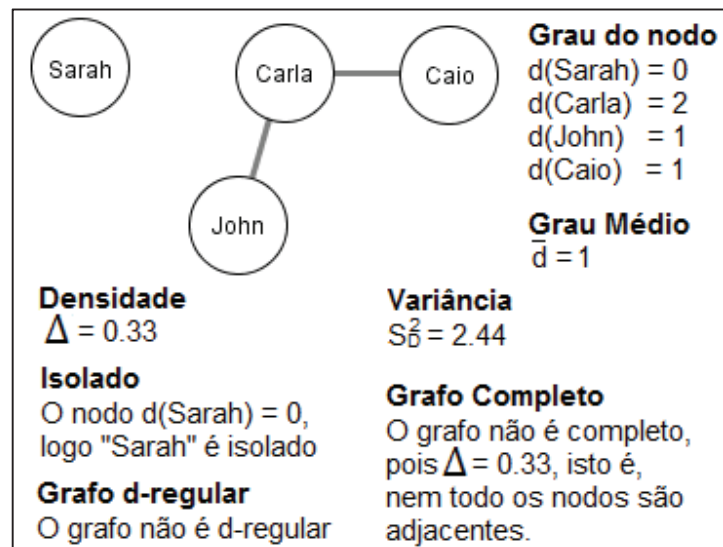 Sarah
Carla
Caio
John
Grau do nodo
d(Sarah) = 0
d(Carla) = 2
d(John) = 1
d(Caio) = 1
Grau Médio
d̅ = 1
Densidade
Δ = 0.33
Variância
S²_D = 2.44
Isolado
O nodo d(Sarah) = 0,
logo "Sarah" é isolado
Grafo d-regular
O grafo não é d-regular
Grafo Completo
O grafo não é completo,
pois Δ = 0.33, isto é,
nem todo os nodos são
adjacentes.